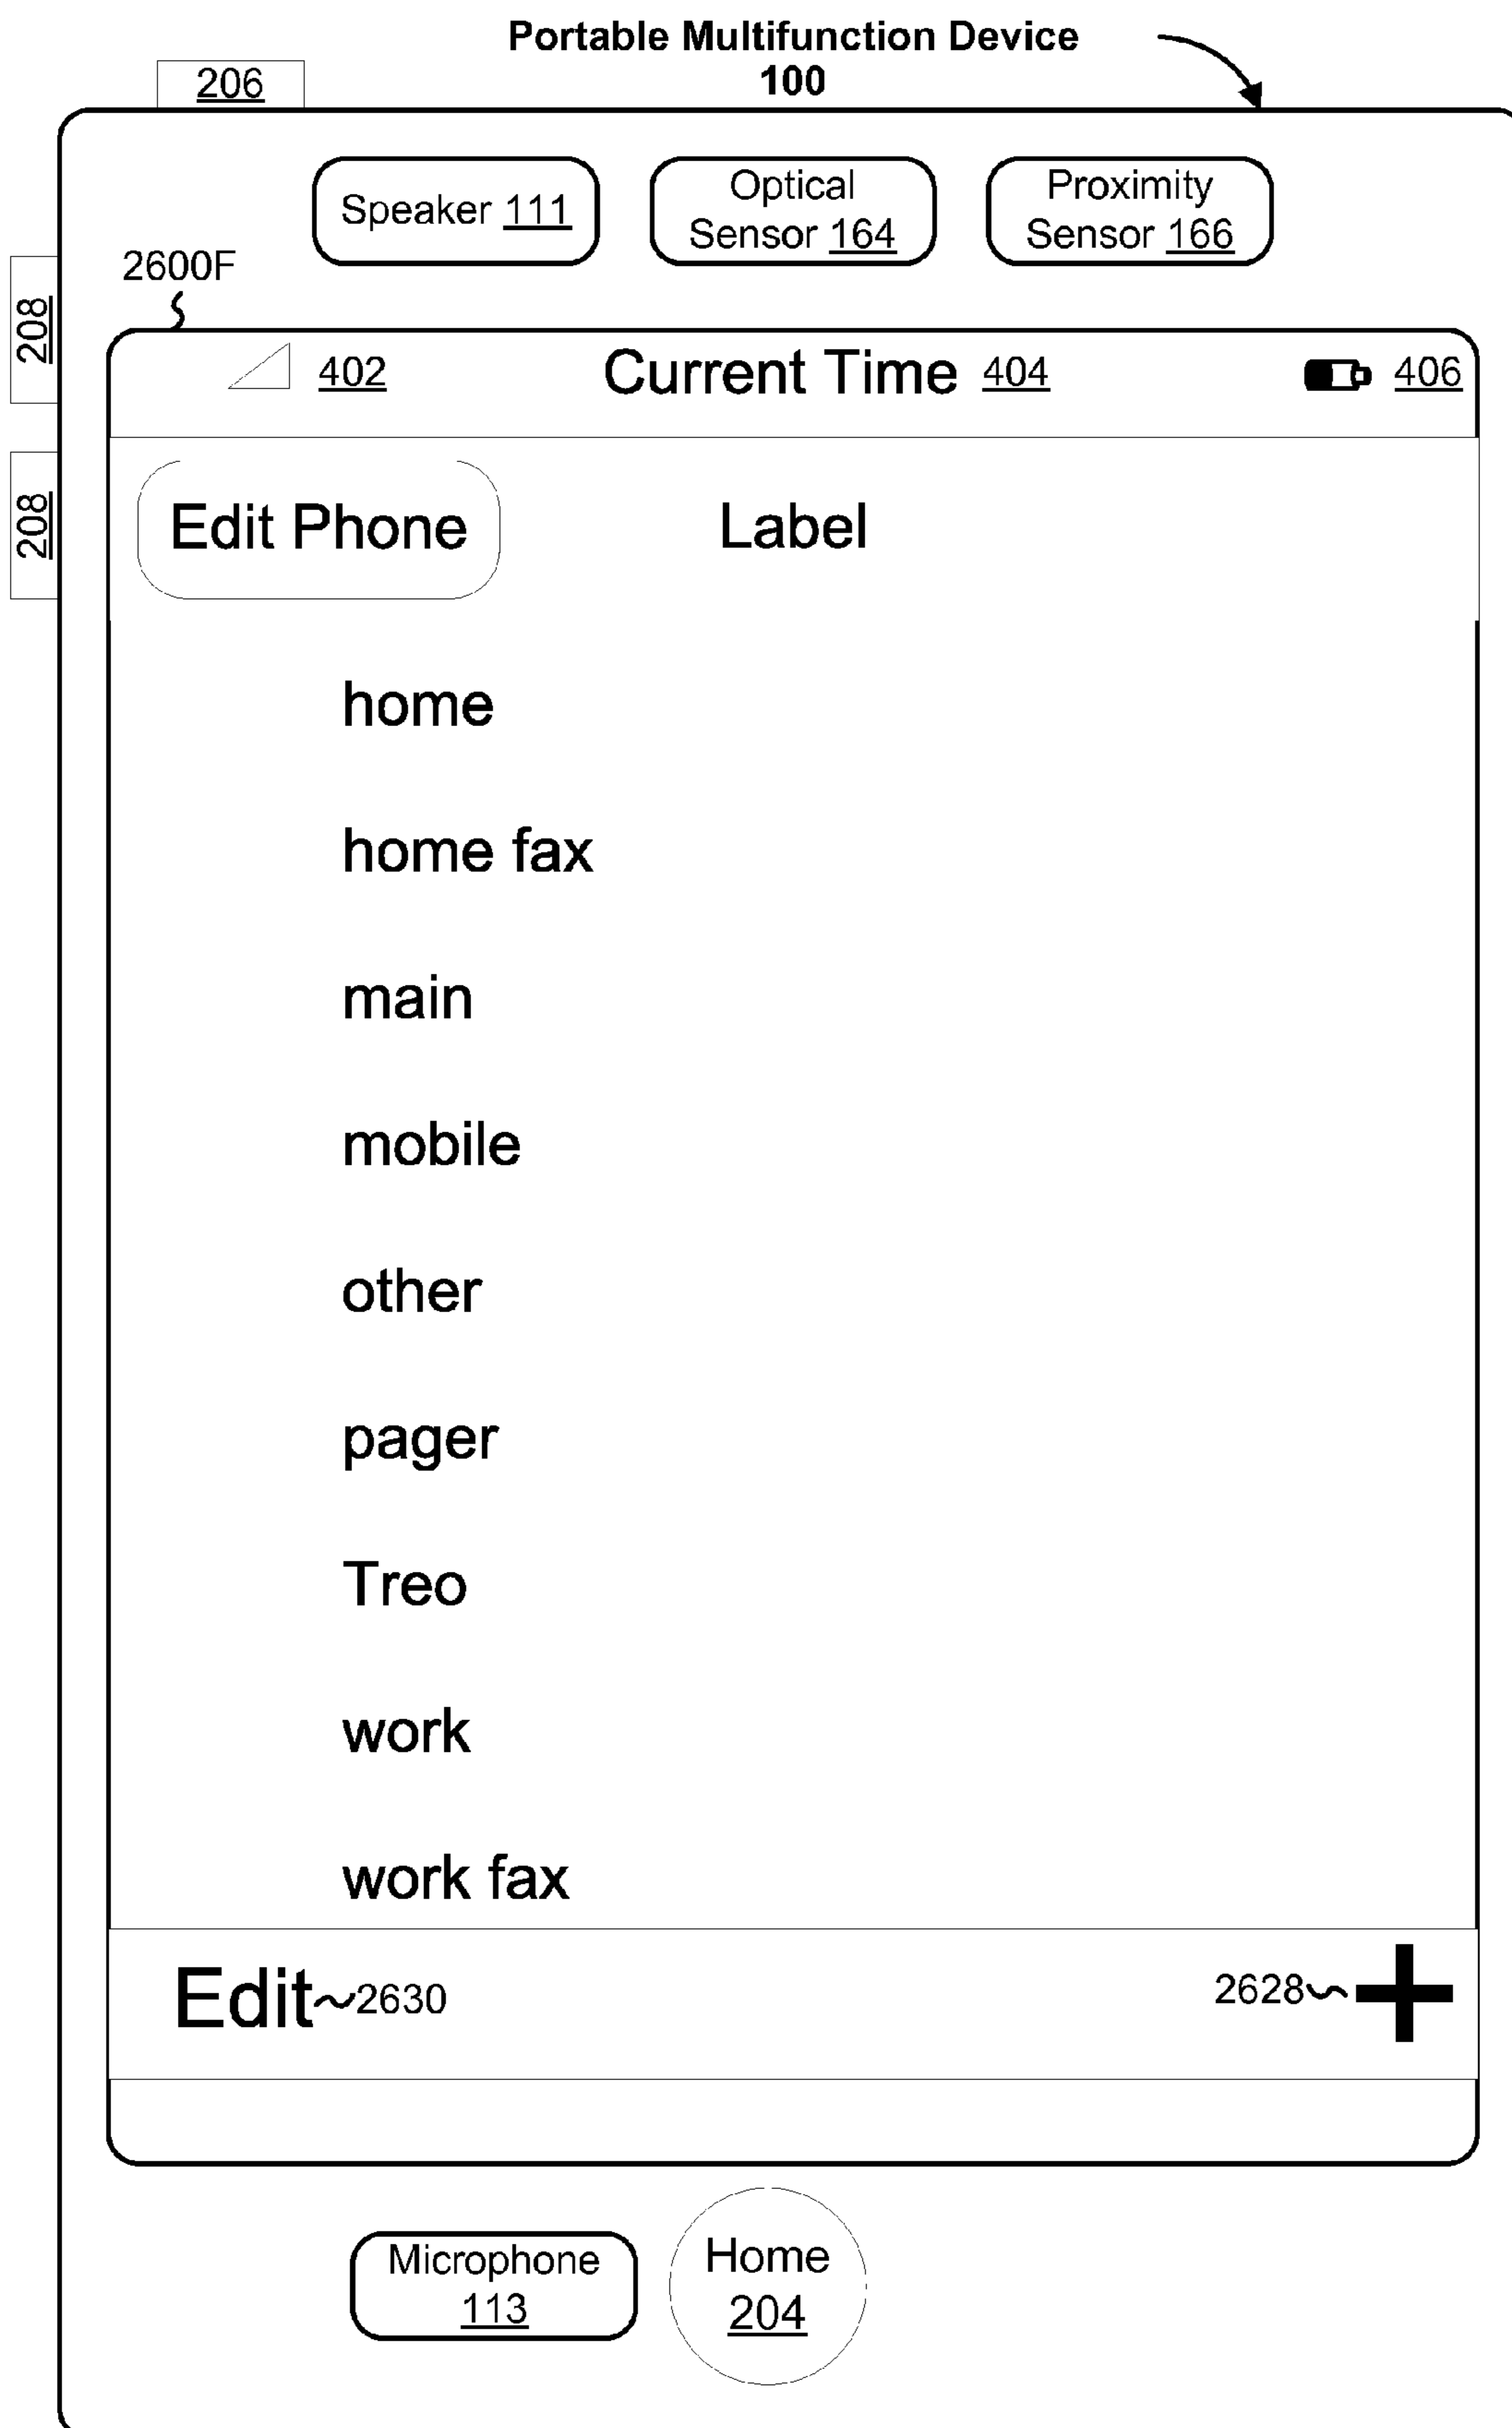 Portable Multifunction Device
100
206
Speaker 111
Optical
Sensor 164
Proximity
Sensor 166
2600F
208
208
402
Current Time 404
406
Edit Phone
Label
home
home fax
main
mobile
other
pager
Treo
work
work fax
Edit 2630
2628
Microphone
113
Home
204